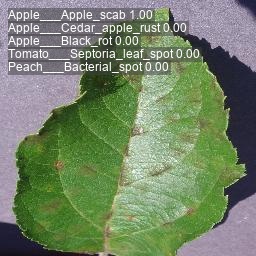 Apple___Apple_scab 1.00
Apple___Cedar_apple_rust 0.00
Apple___Black_rot 0.00
Tomato___Septoria_leaf_spot 0.00
Peach___Bacterial_spot 0.00